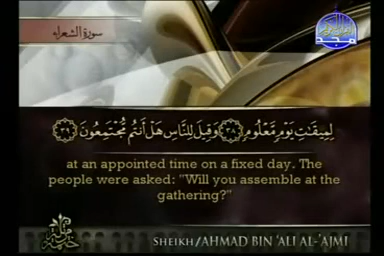 سورة الشعراء
لِمِيقَٰتِ يَوْمٍ مَّعْلُومٍ ﴿٣٨﴾ وَقِيلَ لِلنَّاسِ هَلْ أَنتُم مُّجْتَمِعُونَ ﴿٣٩﴾
at an appointed time on a fixed day. The
people were asked: "Will you assemble at the
gathering?"
SHEIKH/AHMAD BIN 'ALI AL-'AJMI